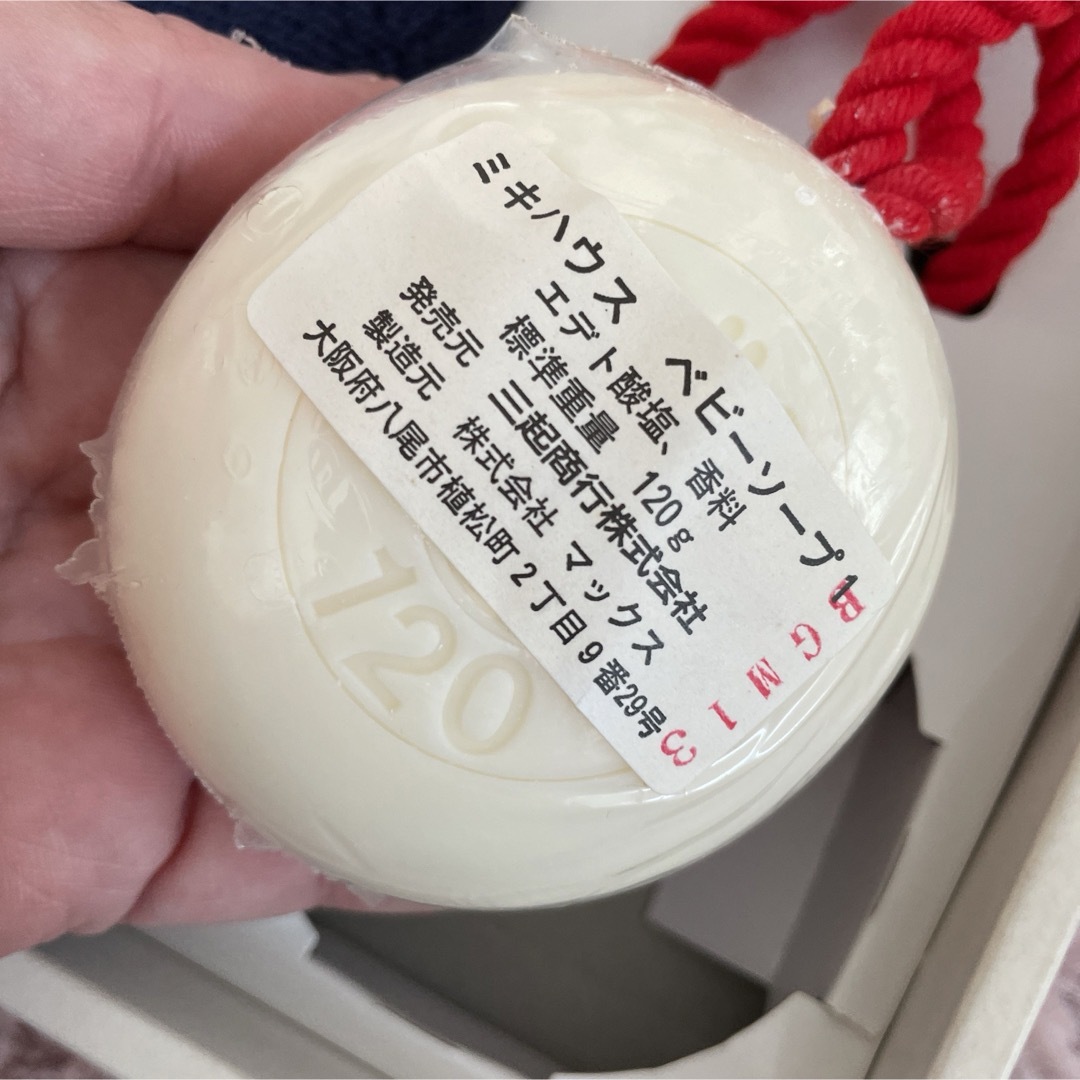 ミキハウス ベビーソープ1
エデト酸塩、香料
標準重量 120g
発売元 三起商行株式会社
製造元 株式会社 マックス
大阪府八尾市植松町2丁目9番29号
BGM13
120